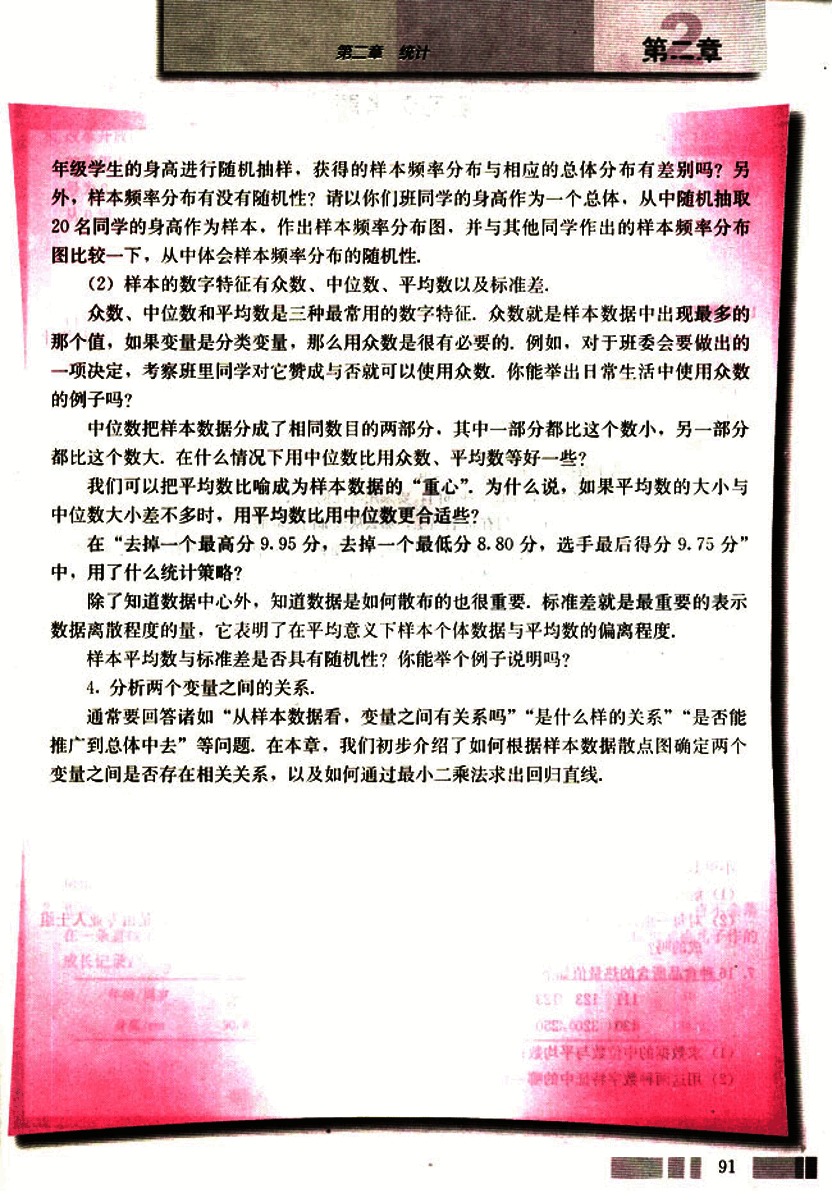 第二章 统计
第二章
年级学生的身高进行随机抽样，获得的样本频率分布与相应的总体分布有差别吗？另
外，样本频率分布有没有随机性？请以你们班同学的身高作为一个总体，从中随机抽取
20名同学的身高作为样本，作出样本频率分布图，并与其他同学作出的样本频率分布
图比较一下，从中体会样本频率分布的随机性.
（2）样本的数字特征有众数、中位数、平均数以及标准差.
众数、中位数和平均数是三种最常用的数字特征. 众数就是样本数据中出现最多的
那个值，如果变量是分类变量，那么用众数是很有必要的. 例如，对于班委会要做出的
一项决定，考察班里同学对它赞成与否就可以使用众数. 你能举出日常生活中使用众数
的例子吗？
中位数把样本数据分成了相同数目的两部分，其中一部分都比这个数小，另一部分
都比这个数大. 在什么情况下用中位数比用众数、平均数等好一些？
我们可以把平均数比喻成为样本数据的“重心”. 为什么说，如果平均数的大小与
中位数大小差不多时，用平均数比用中位数更合适些？
在“去掉一个最高分 9.95 分，去掉一个最低分 8.80 分，选手最后得分 9.75 分”
中，用了什么统计策略？
除了知道数据中心外，知道数据是如何散布的也很重要. 标准差就是最重要的表示
数据离散程度的量，它表明了在平均意义下样本个体数据与平均数的偏离程度.
样本平均数与标准差是否具有随机性？你能举个例子说明吗？
4. 分析两个变量之间的关系.
通常要回答诸如“从样本数据看，变量之间有关系吗”“是什么样的关系”“是否能
推广到总体中去”等问题. 在本章，我们初步介绍了如何根据样本数据散点图确定两个
变量之间是否存在相关关系，以及如何通过最小二乘法求出回归直线.
91